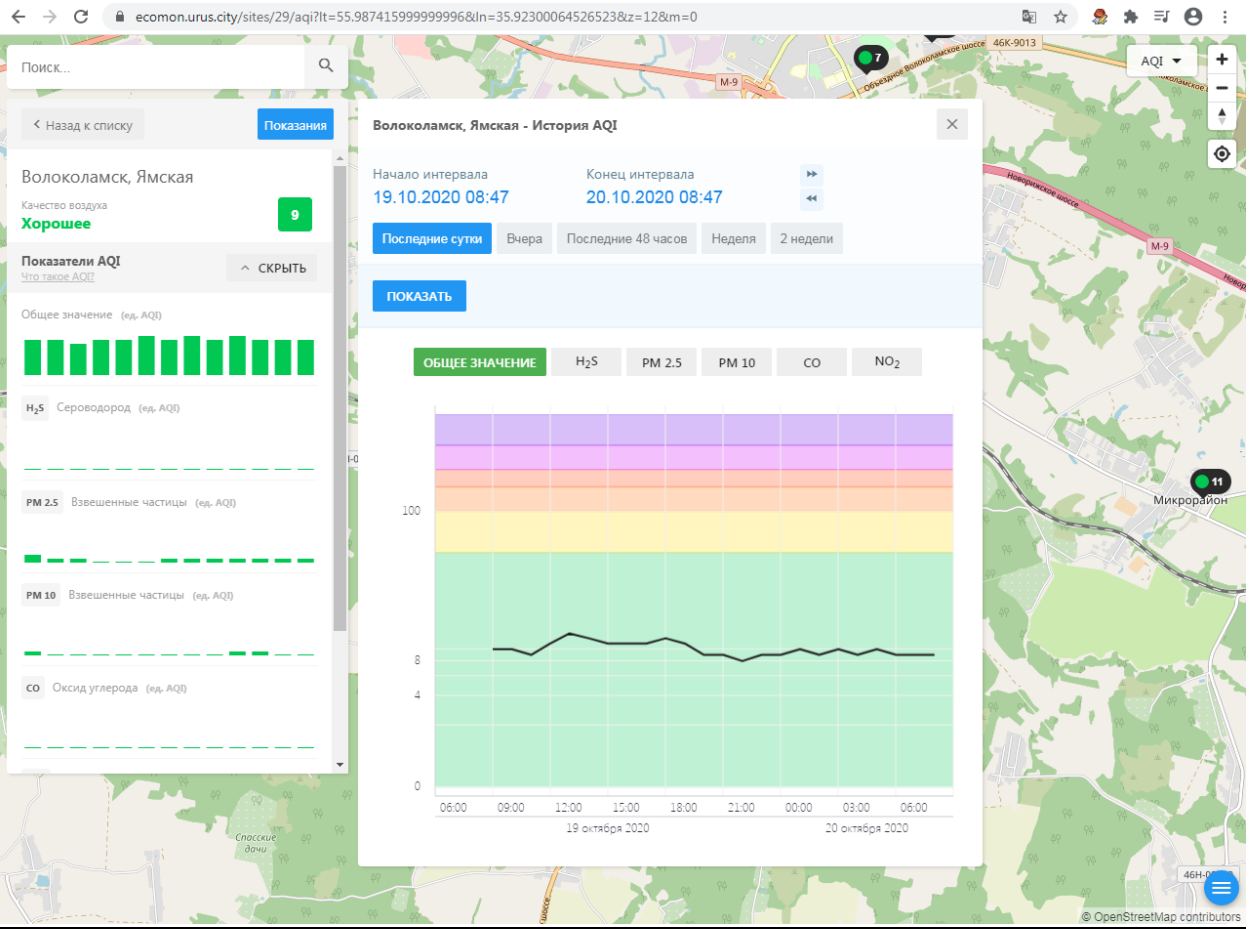 ecomon.urus.city/sites/29/aqi?lt=55.987415999999996&ln=35.92300064526523&z=12&m=0
Поиск...
Назад к списку
Показания
Волоколамск, Ямская
Качество воздуха
Хорошее
9
Показатели AQI
Что такое AQI?
СКРЫТЬ
Общее значение (ед. AQI)
H₂S Сероводород (ед. AQI)
PM 2.5 Взвешенные частицы (ед. AQI)
PM 10 Взвешенные частицы (ед. AQI)
CO Оксид углерода (ед. AQI)
Волоколамск, Ямская - История AQI
Начало интервала
19.10.2020 08:47
Конец интервала
20.10.2020 08:47
Последние сутки
Вчера
Последние 48 часов
Неделя
2 недели
ПОКАЗАТЬ
ОБЩЕЕ ЗНАЧЕНИЕ
H₂S
PM 2.5
PM 10
CO
NO₂
100
8
4
0
06:00 09:00 12:00 15:00 18:00 21:00 00:00 03:00 06:00
19 октября 2020
20 октября 2020
AQI
46К-9013
М-9
7
Объездное Волоколамское шоссе
Новорижское шоссе
М-9
11
Микрорайон
Спасские
дачи
шоссе
© OpenStreetMap contributors